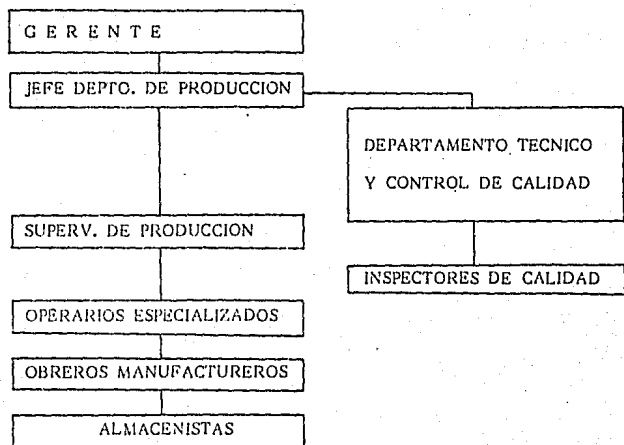 G E R E N T E
JEFE DEPTO. DE PRODUCCION
DEPARTAMENTO TECNICO
Y CONTROL DE CALIDAD
SUPERV. DE PRODUCCION
INSPECTORES DE CALIDAD
OPERARIOS ESPECIALIZADOS
OBREROS MANUFACTUREROS
ALMACENISTAS